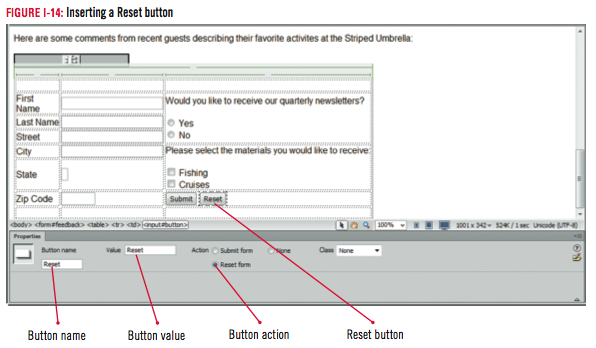 FIGURE I-14: Inserting a Reset button
Here are some comments from recent guests describing their favorite activites at the Striped Umbrella:
First Name
Would you like to receive our quarterly newsletters?
Last Name
Yes
Street
No
City
Please select the materials you would like to receive:
State
Fishing
Cruises
Zip Code
Submit Reset
<body> <form#feedback> <table> <tr> <td> <input#button> 100% 1001 x 342 524K / 1 sec Unicode (UTF-8)
Properties
Button name Value Reset Action Submit form None Class None
Reset Reset form
Button name Button value Button action Reset button